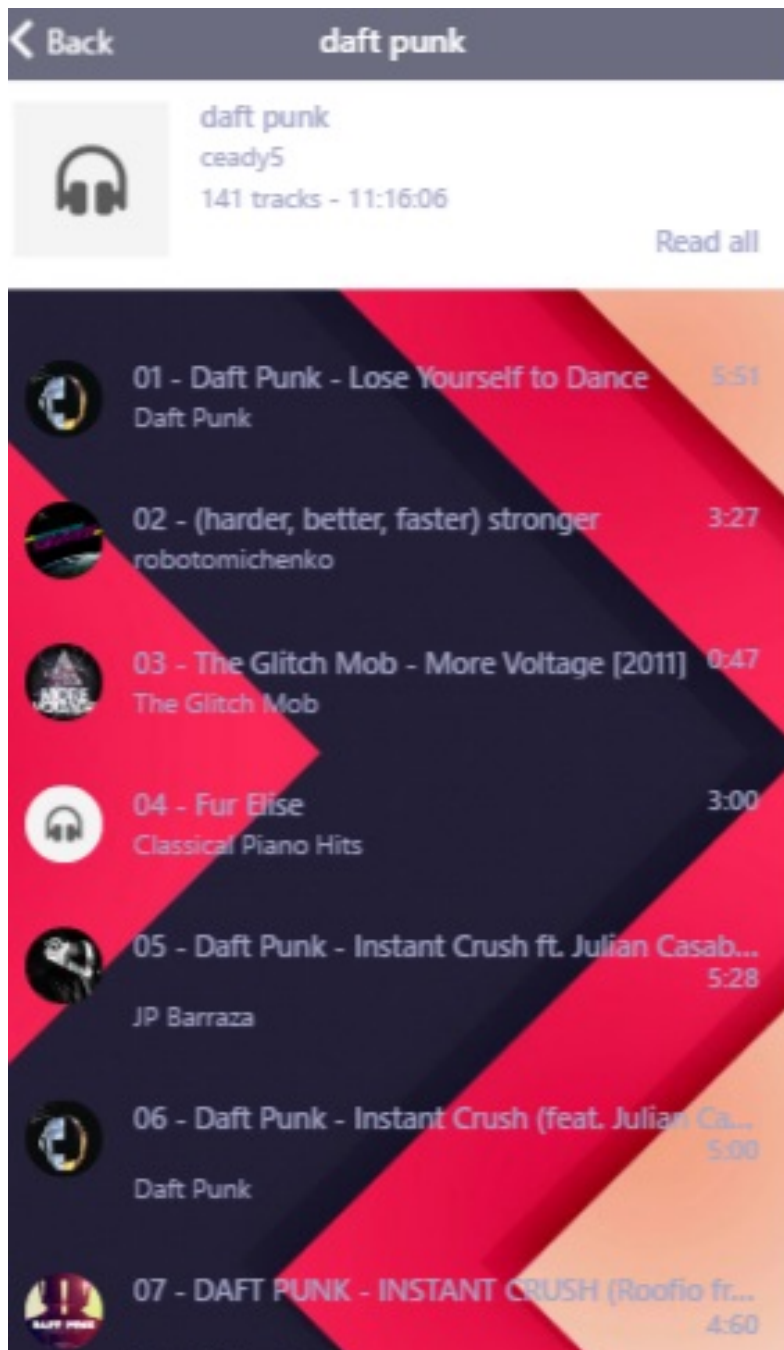 Back
daft punk
daft punk
ceady5
141 tracks - 11:16:06
Read all
01 - Daft Punk - Lose Yourself to Dance 5:51
Daft Punk
02 - (harder, better, faster) stronger 3:27
robotomichenko
03 - The Glitch Mob - More Voltage [2011] 0:47
The Glitch Mob
MORE
04 - Fur Elise 3:00
Classical Piano Hits
05 - Daft Punk - Instant Crush ft. Julian Casab...
5:28
JP Barraza
06 - Daft Punk - Instant Crush (feat. Julian Ca...
5:00
Daft Punk
07 - DAFT PUNK - INSTANT CRUSH (Roofio fr...
4:60
DAFT PUNK